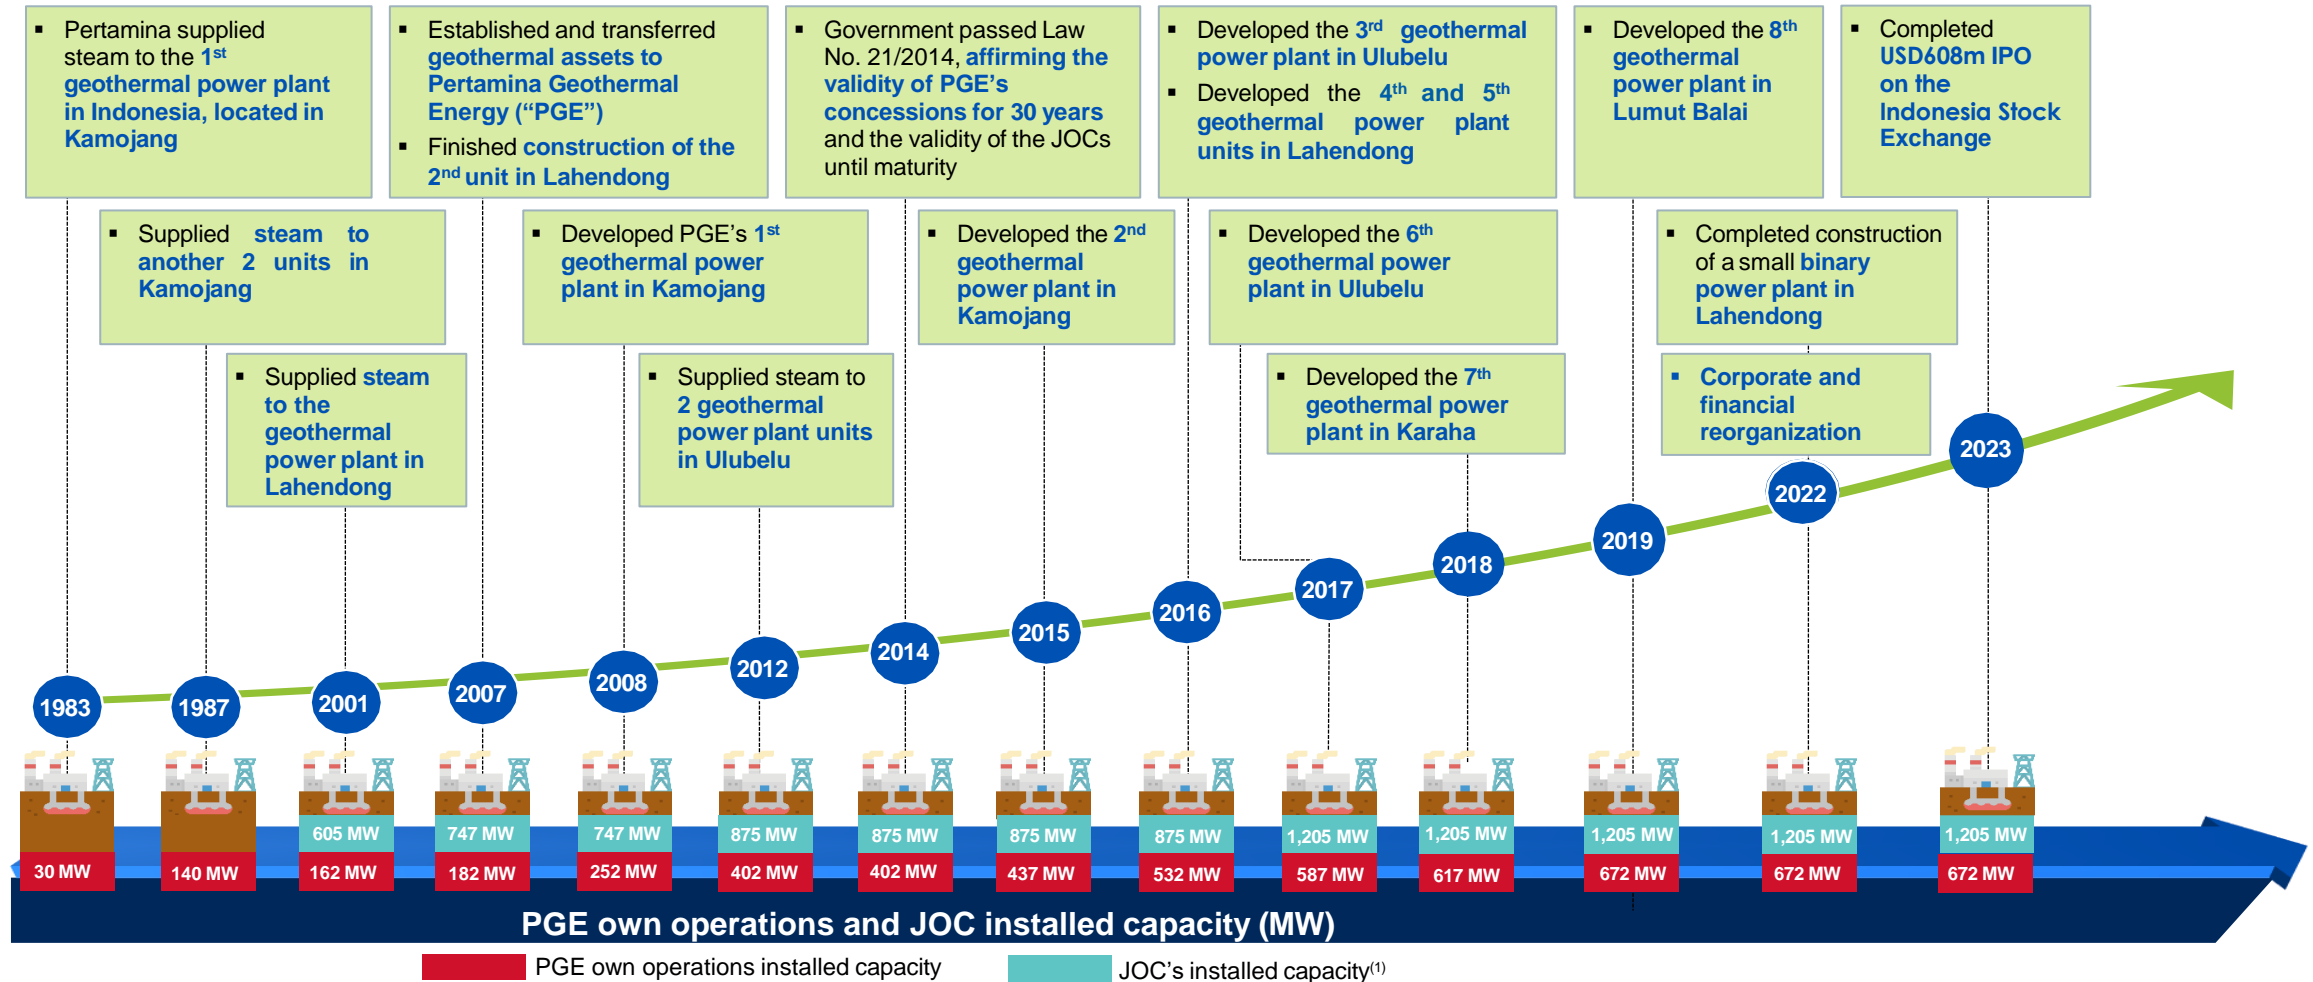 ▪ Pertamina supplied
steam to the 1st
geothermal power plant
in Indonesia, located in
Kamojang
▪ Established and transferred
geothermal assets to
Pertamina Geothermal
Energy (“PGE”)
▪ Finished construction of the
2nd unit in Lahendong
▪ Government passed Law
No. 21/2014, affirming the
validity of PGE’s
concessions for 30 years
and the validity of the JOCs
until maturity
▪ Developed the 3rd geothermal
power plant in Ulubelu
▪ Developed the 4th and 5th
geothermal power plant
units in Lahendong
▪ Developed the 8th
geothermal
power plant in
Lumut Balai
▪ Completed
USD608m IPO
on the
Indonesia Stock
Exchange
▪ Supplied steam to
another 2 units in
Kamojang
▪ Developed PGE’s 1st
geothermal power
plant in Kamojang
▪ Developed the 2nd
geothermal
power plant in
Kamojang
▪ Developed the 6th
geothermal power
plant in Ulubelu
▪ Completed construction
of a small binary
power plant in
Lahendong
▪ Supplied steam
to the
geothermal
power plant in
Lahendong
▪ Supplied steam to
2 geothermal
power plant units
in Ulubelu
▪ Developed the 7th
geothermal power
plant in Karaha
▪ Corporate and
financial
reorganization
1983
1987
2001
2007
2008
2012
2014
2015
2016
2017
2018
2019
2022
2023
605 MW
747 MW
747 MW
875 MW
875 MW
875 MW
875 MW
1,205 MW
1,205 MW
1,205 MW
1,205 MW
1,205 MW
30 MW
140 MW
162 MW
182 MW
252 MW
402 MW
402 MW
437 MW
532 MW
587 MW
617 MW
672 MW
672 MW
672 MW
PGE own operations and JOC installed capacity (MW)
PGE own operations installed capacity
JOC’s installed capacity(1)